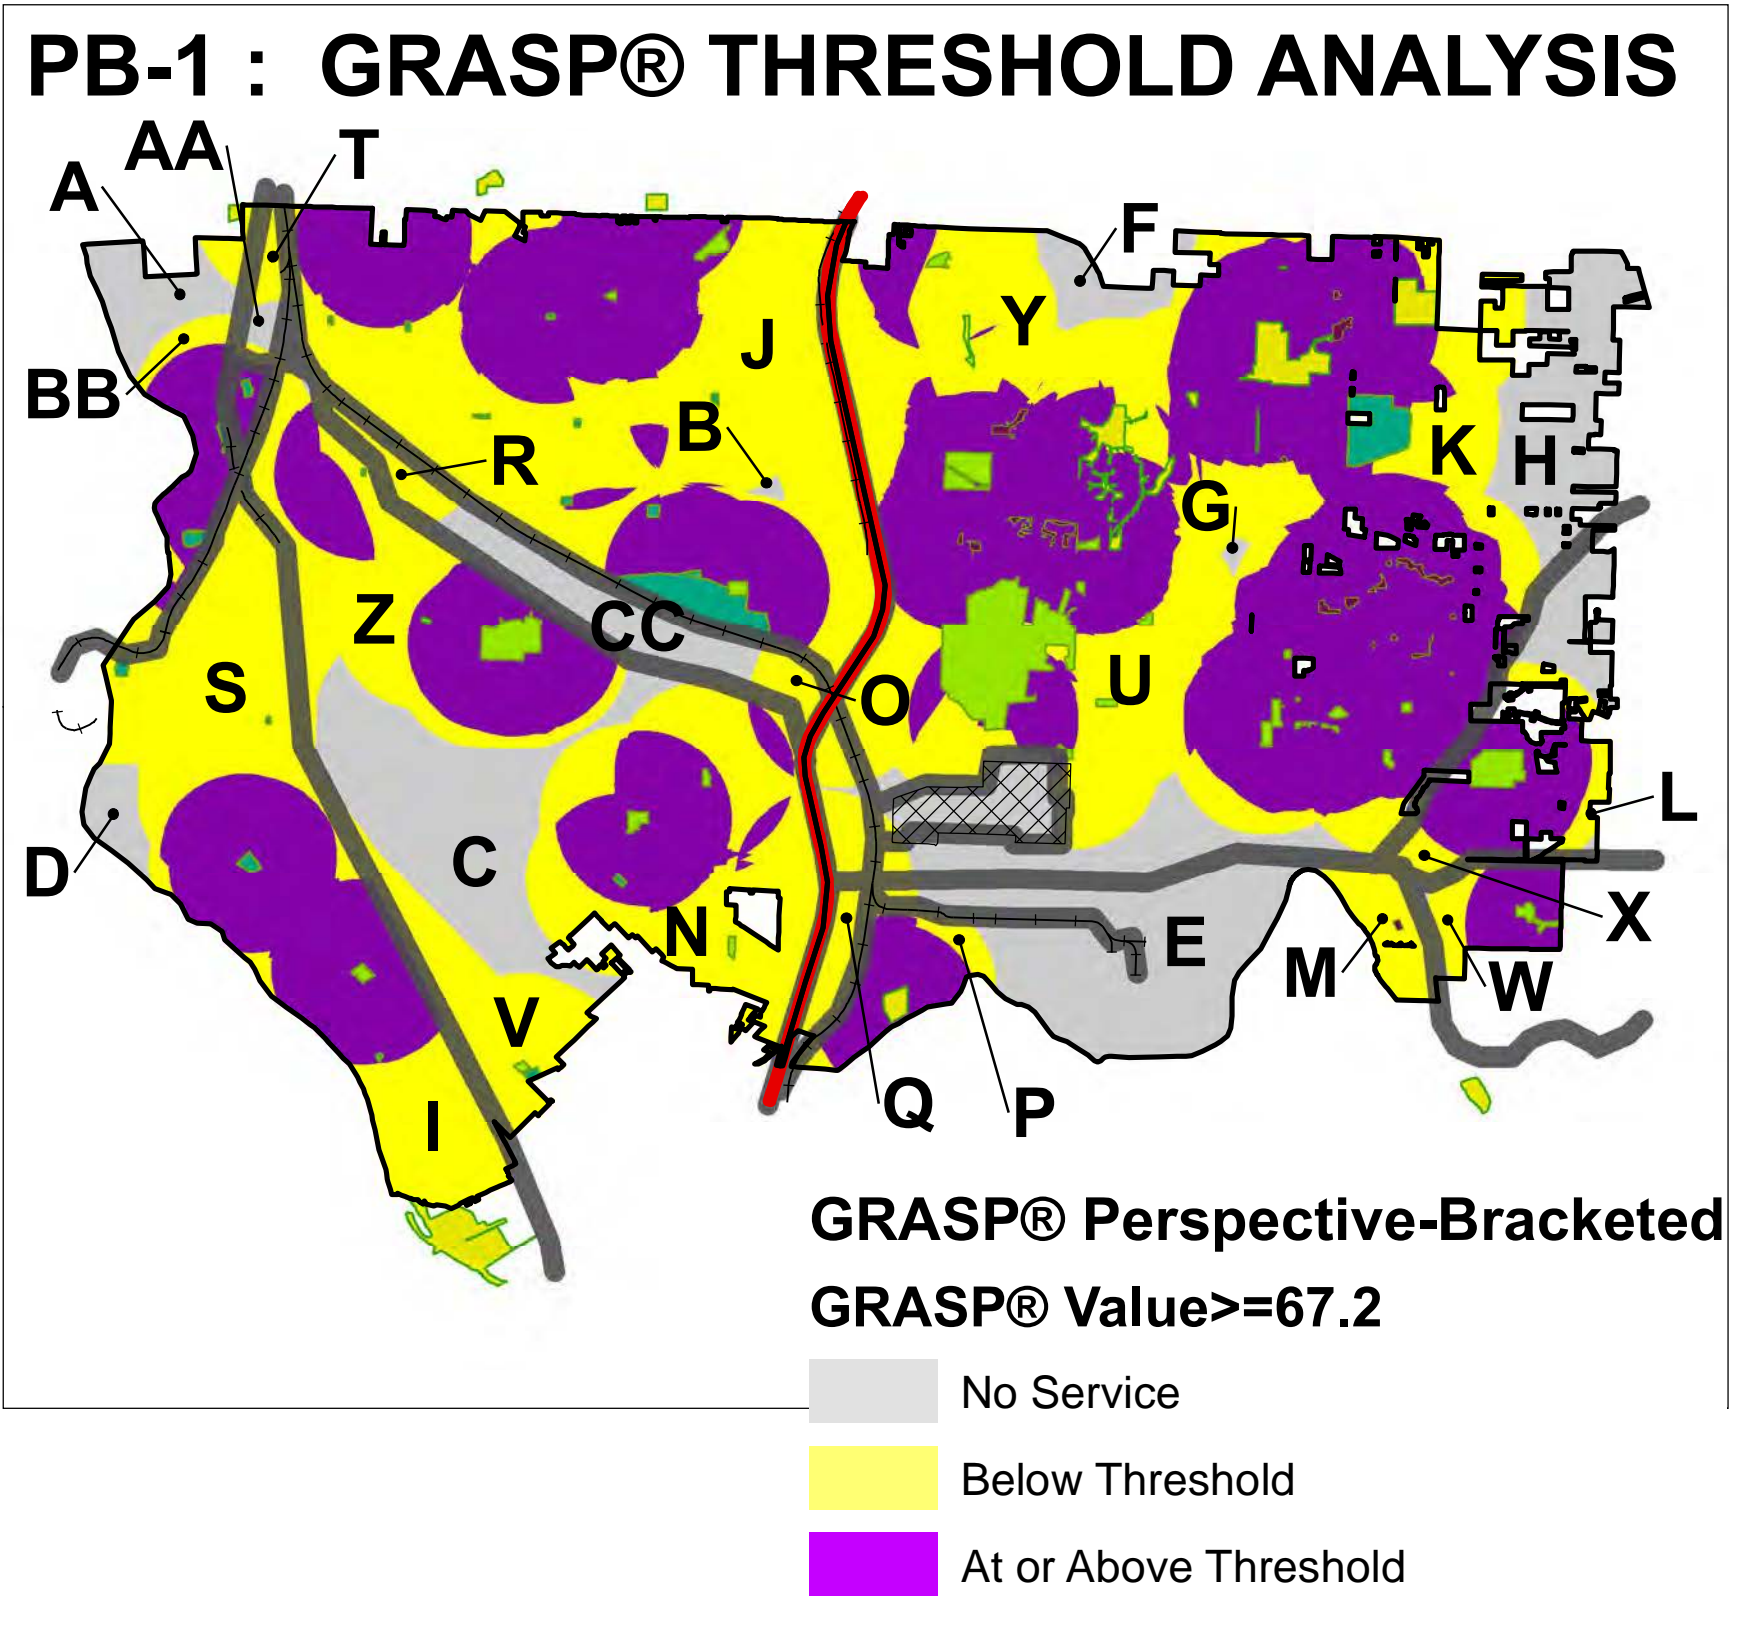 PB-1 : GRASP® THRESHOLD ANALYSIS
AA
T
A
F
Y
J
BB
B
R
K
H
G
CC
Z
S
U
O
L
D
C
X
N
E
M
W
V
Q
P
I
GRASP® Perspective-Bracketed
GRASP® Value>=67.2
No Service
Below Threshold
At or Above Threshold